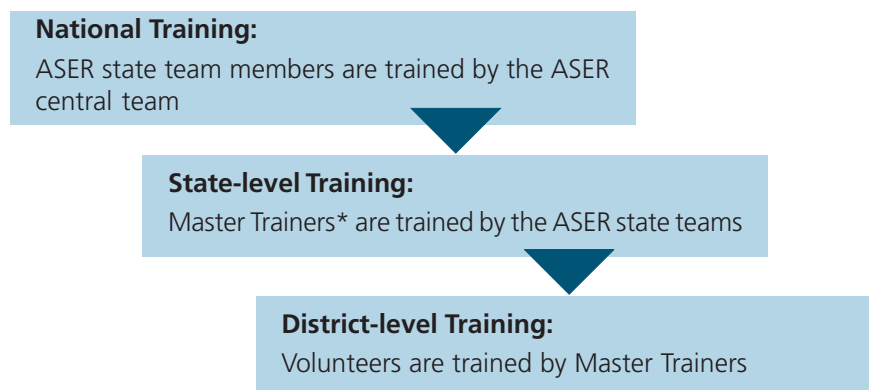 National Training:
ASER state team members are trained by the ASER
central team
State-level Training:
Master Trainers* are trained by the ASER state teams
District-level Training:
Volunteers are trained by Master Trainers